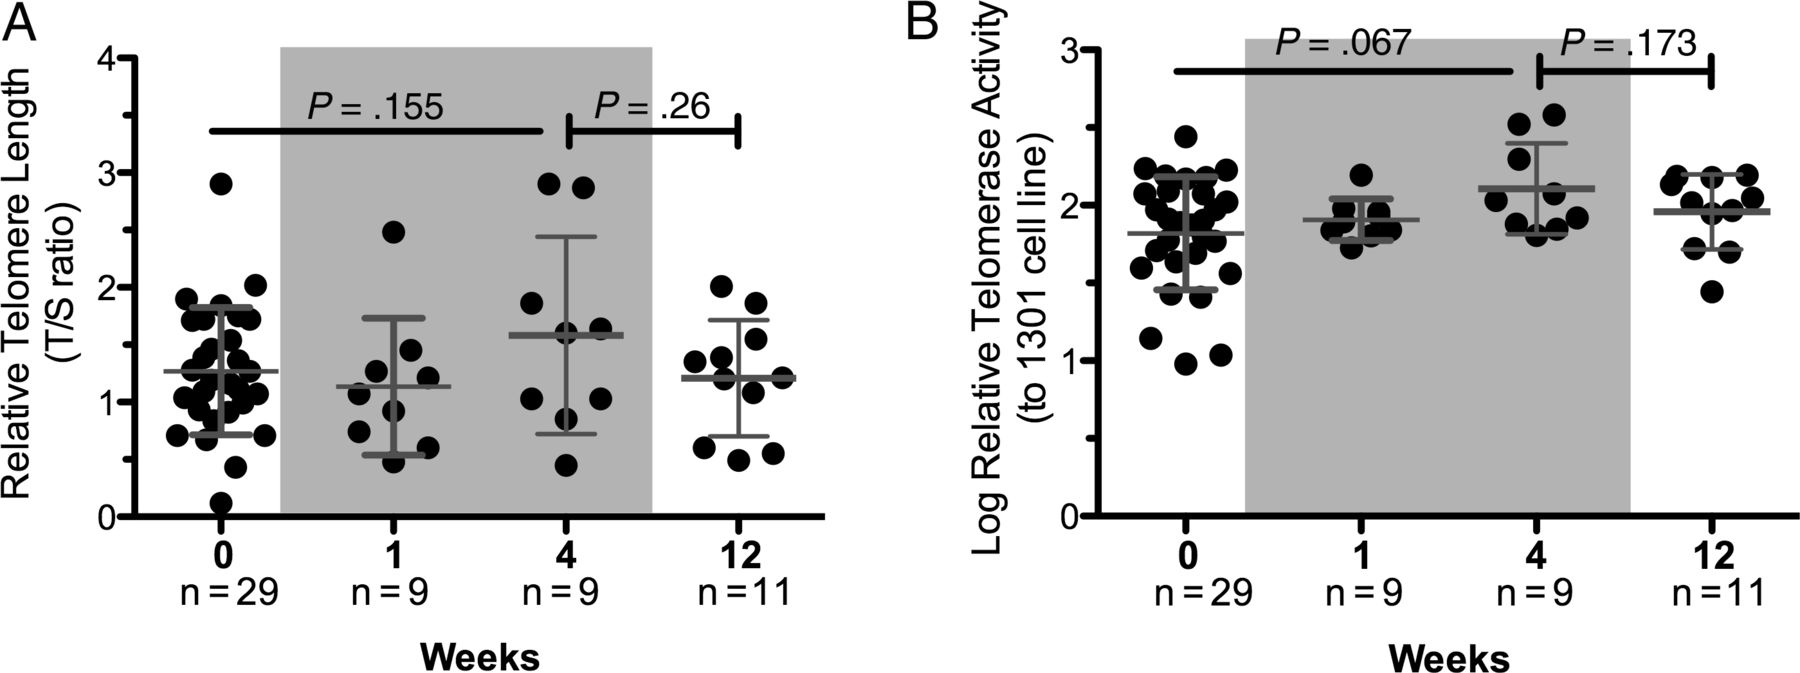 A
Relative Telomere Length
(T/S ratio)
4
3
2
1
0
P = .155
P = .26
0
1
4
12
n=29
n=9
n=9
n=11
Weeks
B
Log Relative Telomerase Activity
(to 1301 cell line)
3
2
1
0
P = .067
P = .173
0
1
4
12
n=29
n=9
n=9
n=11
Weeks